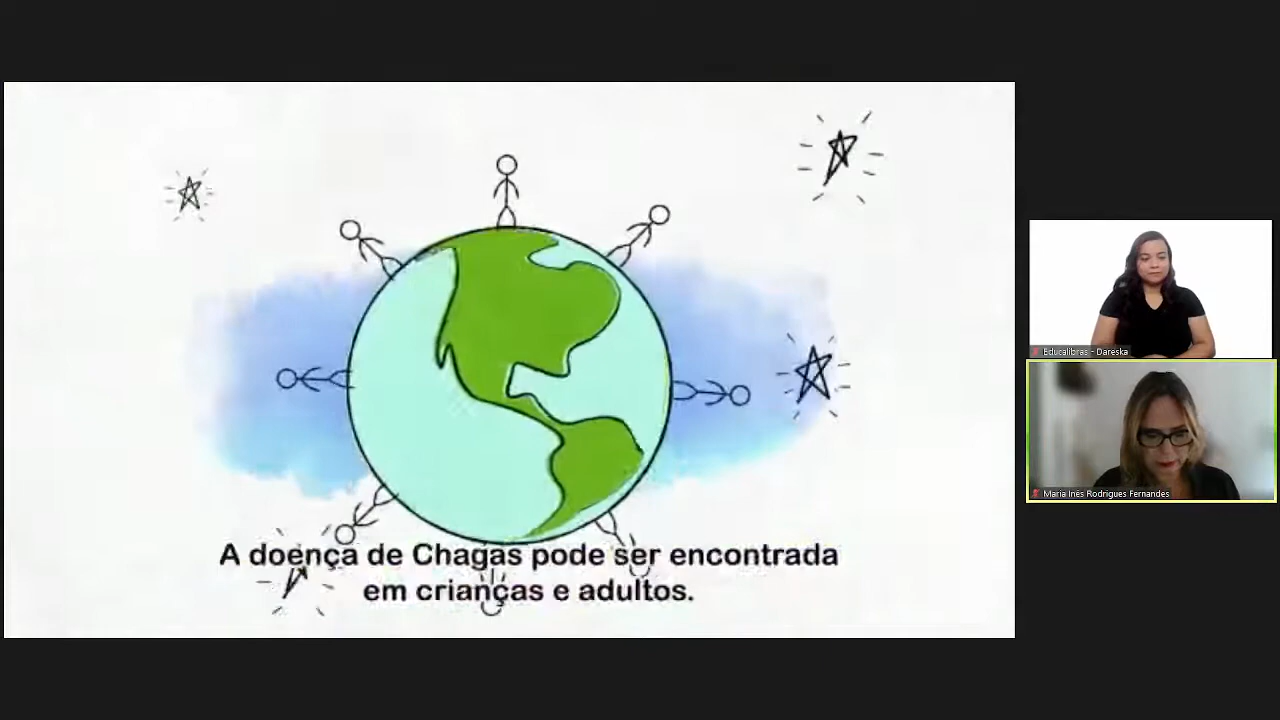 A doença de Chagas pode ser encontrada
em crianças e adultos.
Educalibras - Dareska
Maria Inês Rodrigues Fernandes